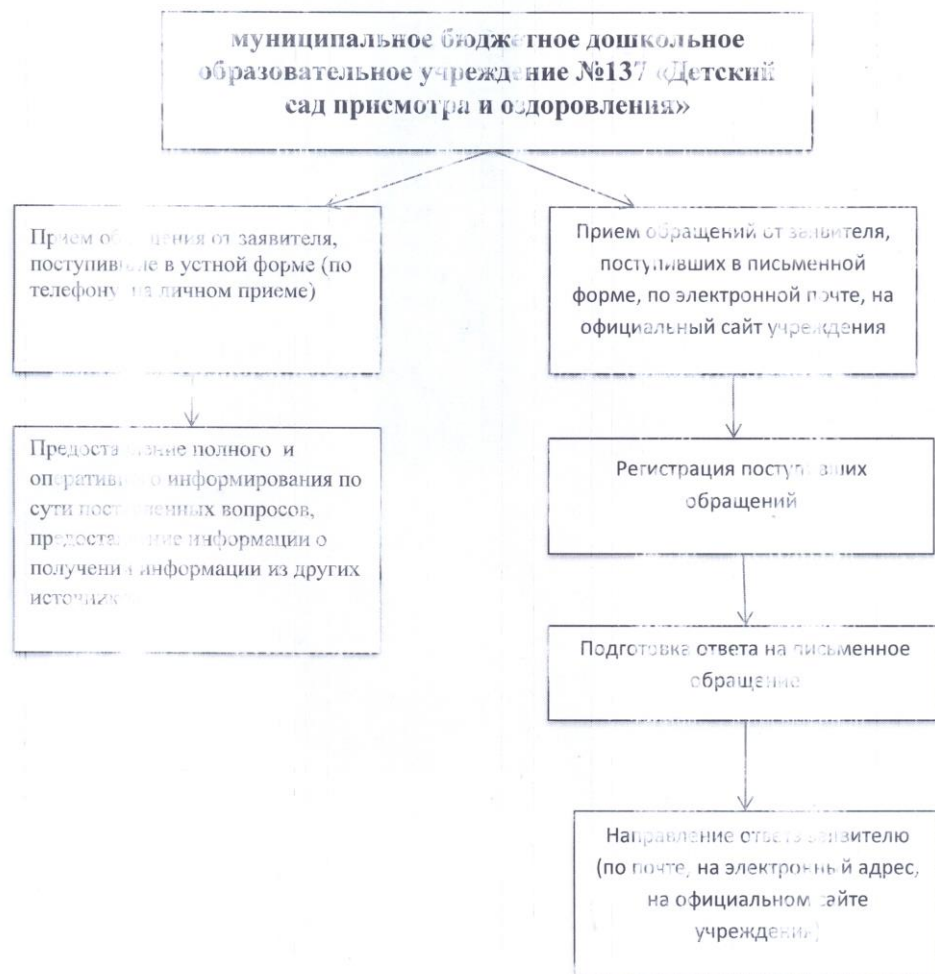 муниципальное бюджетное дошкольное
образовательное учреждение №137 «Детский
сад присмотра и оздоровления»
Прием от заявителя,
поступившие в устной форме (по
телефону на личном приеме)
Предоставление полного и
оперативного информирования по
сути поставленных вопросов,
предоставление информации о
получении информации из других
Прием обращений от заявителя,
поступивших в письменной
форме, по электронной почте, на
официальный сайт учреждения
Регистрация поступивших
обращений
Подготовка ответа на письменное
обращение
Направление ответа заявителю
(по почте, на электронный адрес,
на официальном сайте
учреждения)